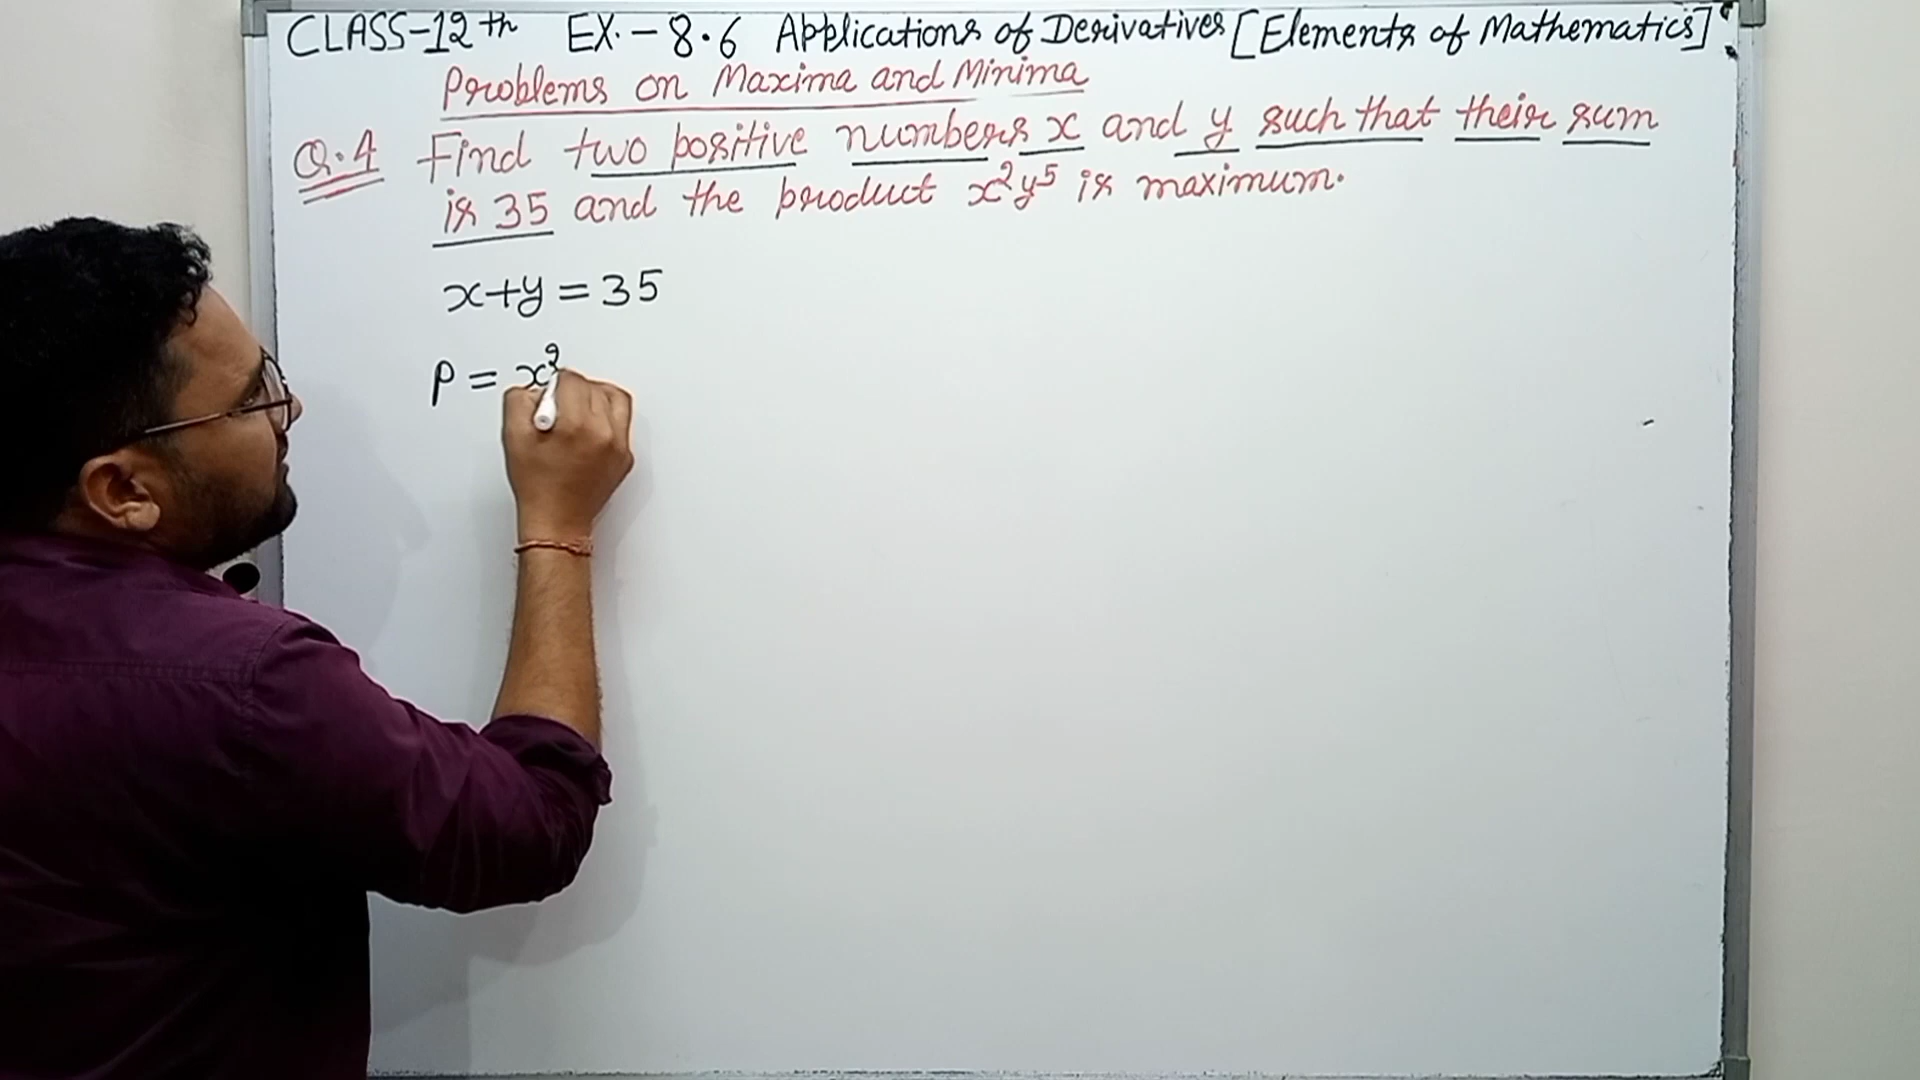 CLASS-12th EX.-8.6 Applications of Derivatives [Elements of Mathematics]
Problems on Maxima and Minima
Q.4 Find two positive numbers x and y such that their sum
is 35 and the product x²y⁵ is maximum.
x+y=35
P = x²